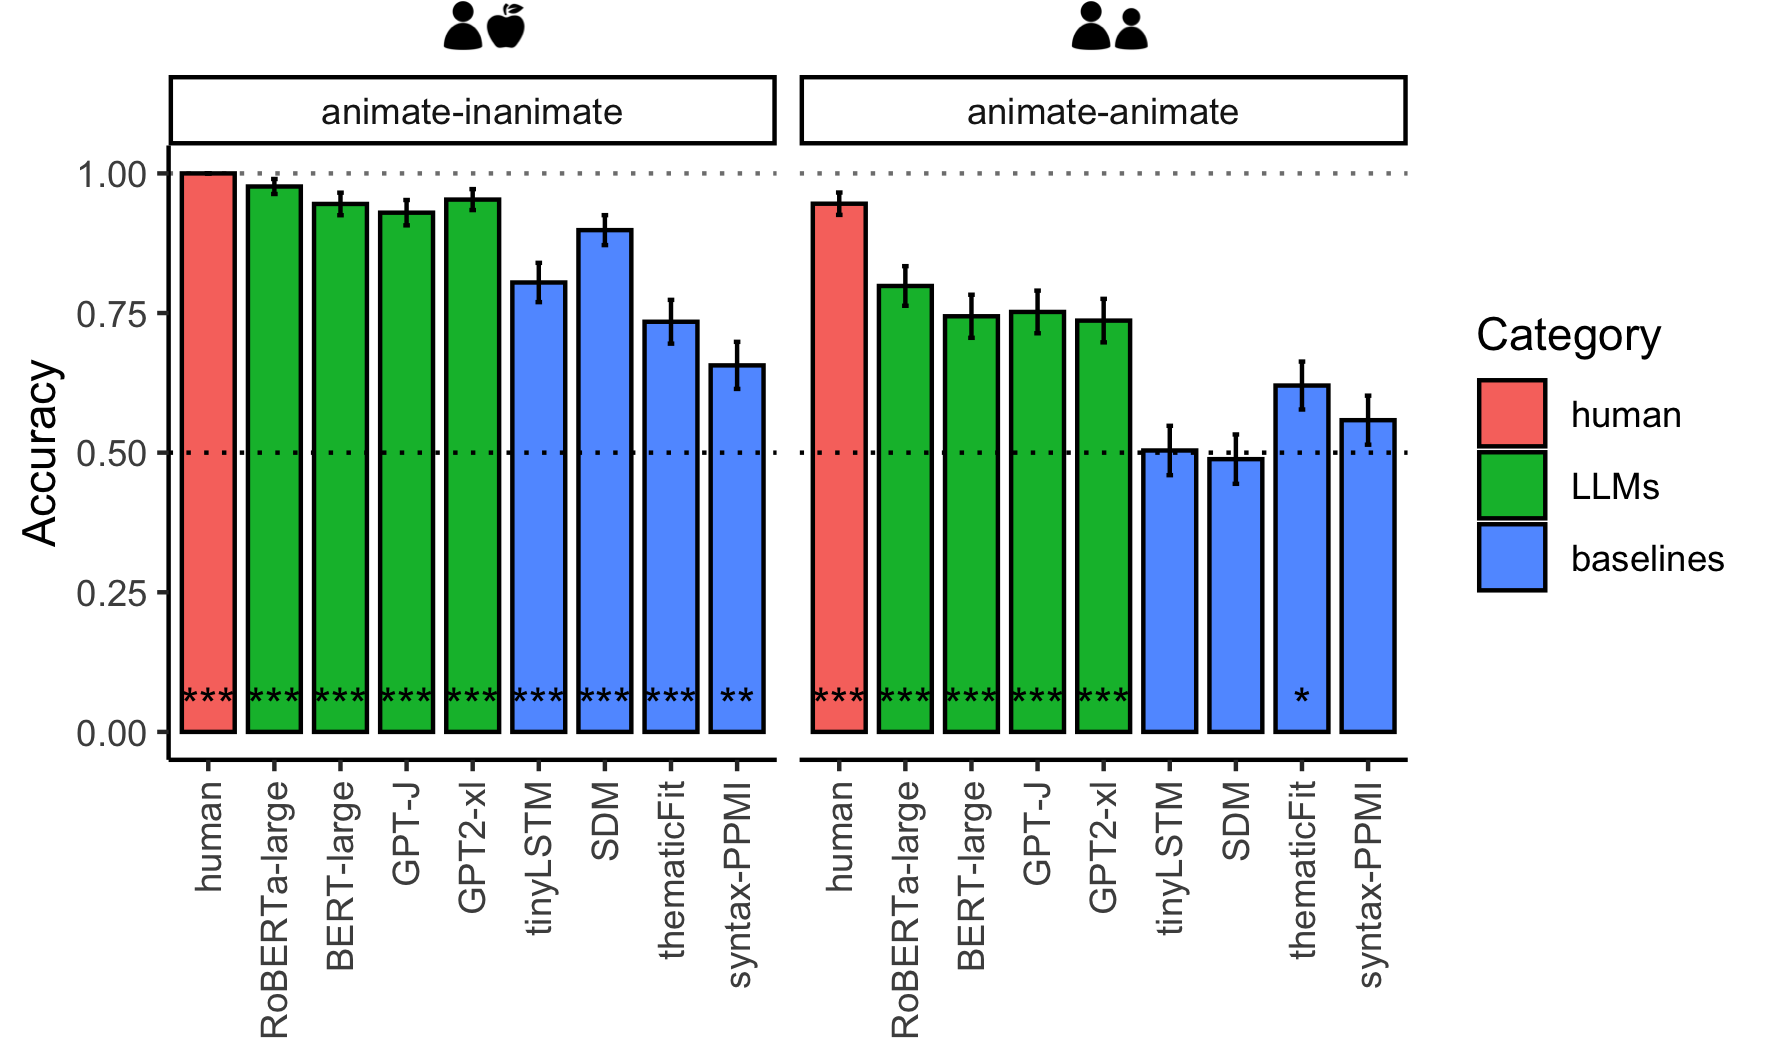 animate-inanimate
animate-animate
Accuracy
1.00
0.75
0.50
0.25
0.00
*** *** *** *** *** *** *** *** **
*** *** *** *** *** *
human
RoBERTa-large
BERT-large
GPT-J
GPT2-xl
tinyLSTM
SDM
thematicFit
syntax-PPMI
human
RoBERTa-large
BERT-large
GPT-J
GPT2-xl
tinyLSTM
SDM
thematicFit
syntax-PPMI
Category
human
LLMs
baselines